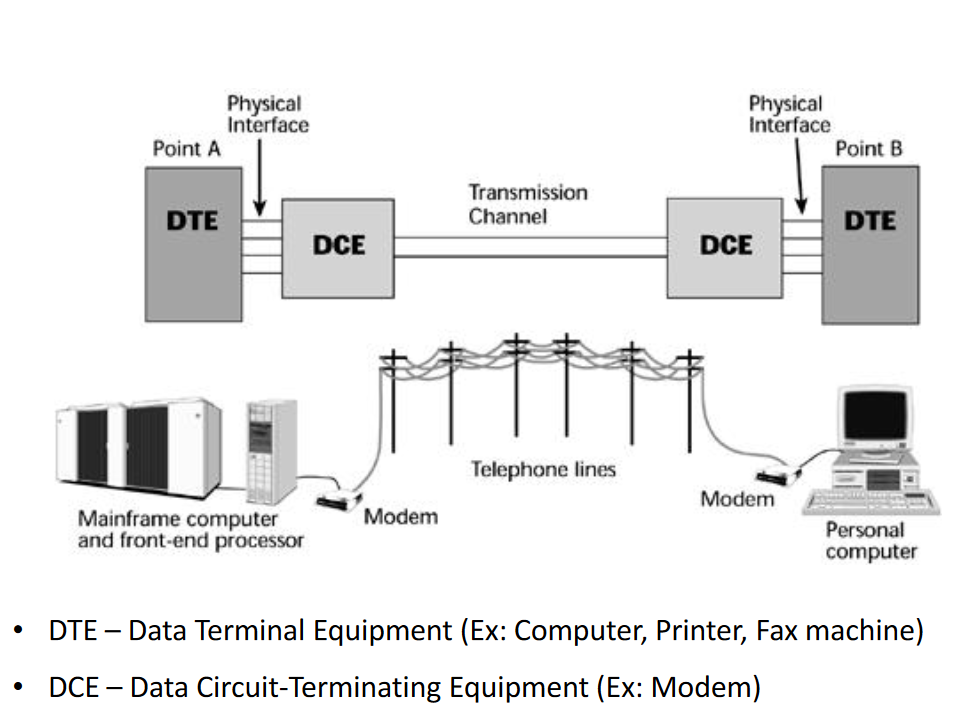 Physical
Interface
Physical
Interface
Point A
Point B
DTE
DCE
Transmission
Channel
DCE
DTE
Telephone lines
Modem
Modem
Mainframe computer
and front-end processor
Personal
computer
• DTE – Data Terminal Equipment (Ex: Computer, Printer, Fax machine)
• DCE – Data Circuit-Terminating Equipment (Ex: Modem)